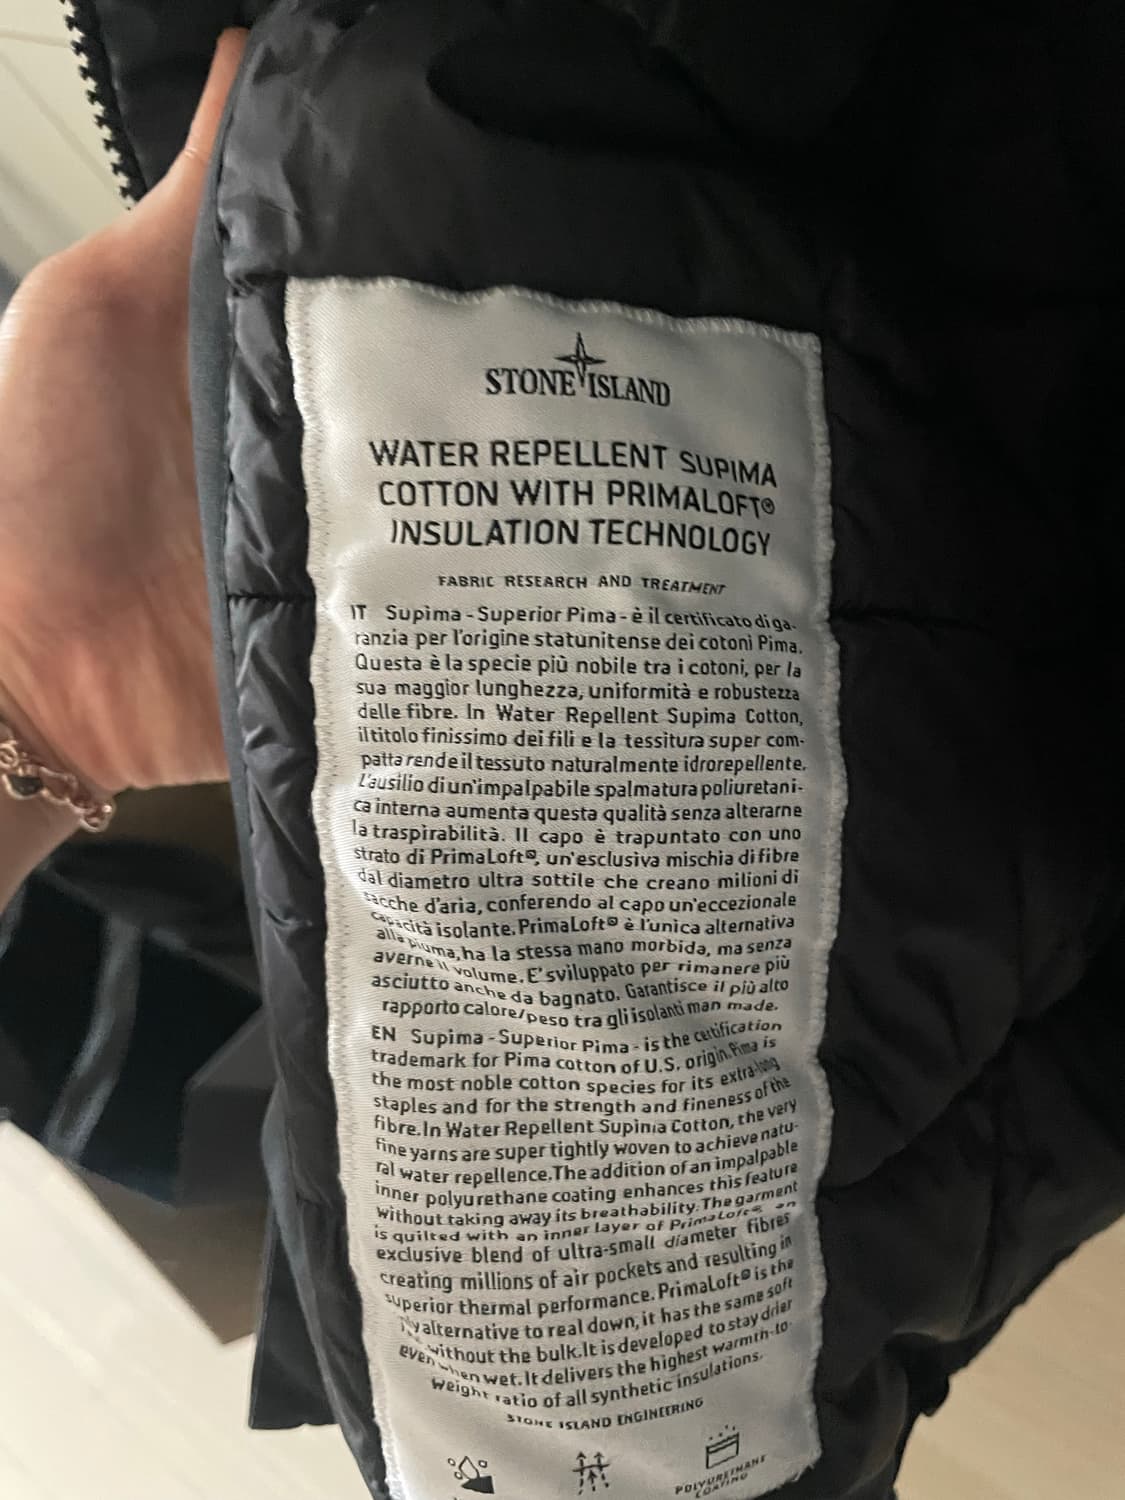 STONE ISLAND
WATER REPELLENT SUPIMA
COTTON WITH PRIMALOFT®
INSULATION TECHNOLOGY
FABRIC RESEARCH AND TREATMENT
IT Supima - Superior Pima - è il certificato di ga-
ranzia per l'origine statunitense dei cotoni Pima.
Questa è la specie più nobile tra i cotoni, per la
sua maggior lunghezza, uniformità e robustezza
delle fibre. In Water Repellent Supima Cotton,
il titolo finissimo dei fili e la tessitura super com-
patta rende il tessuto naturalmente idrorepellente.
L'ausilio di un'impalpabile spalmatura poliuretani-
ca interna aumenta questa qualità senza alterarne
la traspirabilità. Il capo è trapuntato con uno
strato di PrimaLoft®, un'esclusiva mischia di fibre
dal diametro ultra sottile che creano milioni di
sacche d'aria, conferendo al capo un'eccezionale
capacità isolante. PrimaLoft® è l'unica alternativa
alla piuma, ha la stessa mano morbida, ma senza
averne il volume. E' sviluppato per rimanere più
asciutto anche da bagnato. Garantisce il più alto
rapporto calore/peso tra gli isolanti man made.
EN Supima - Superior Pima - is the certification
trademark for Pima cotton of U.S. origin. Pima is
the most noble cotton species for its extra-long
staples and for the strength and fineness of the
fibre. In Water Repellent Supima Cotton, the very
fine yarns are super tightly woven to achieve natu-
ral water repellence. The addition of an impalpable
inner polyurethane coating enhances this feature
without taking away its breathability. The garment
is quilted with an inner layer of PrimaLoft®, an
exclusive blend of ultra-small diameter fibres
creating millions of air pockets and resulting in
superior thermal performance. PrimaLoft® is the
alternative to real down, it has the same soft
without the bulk. It is developed to stay drier
even when wet. It delivers the highest warmth-to-
weight ratio of all synthetic insulations.
STONE ISLAND ENGINEERING
POLYURETHANE
COATING